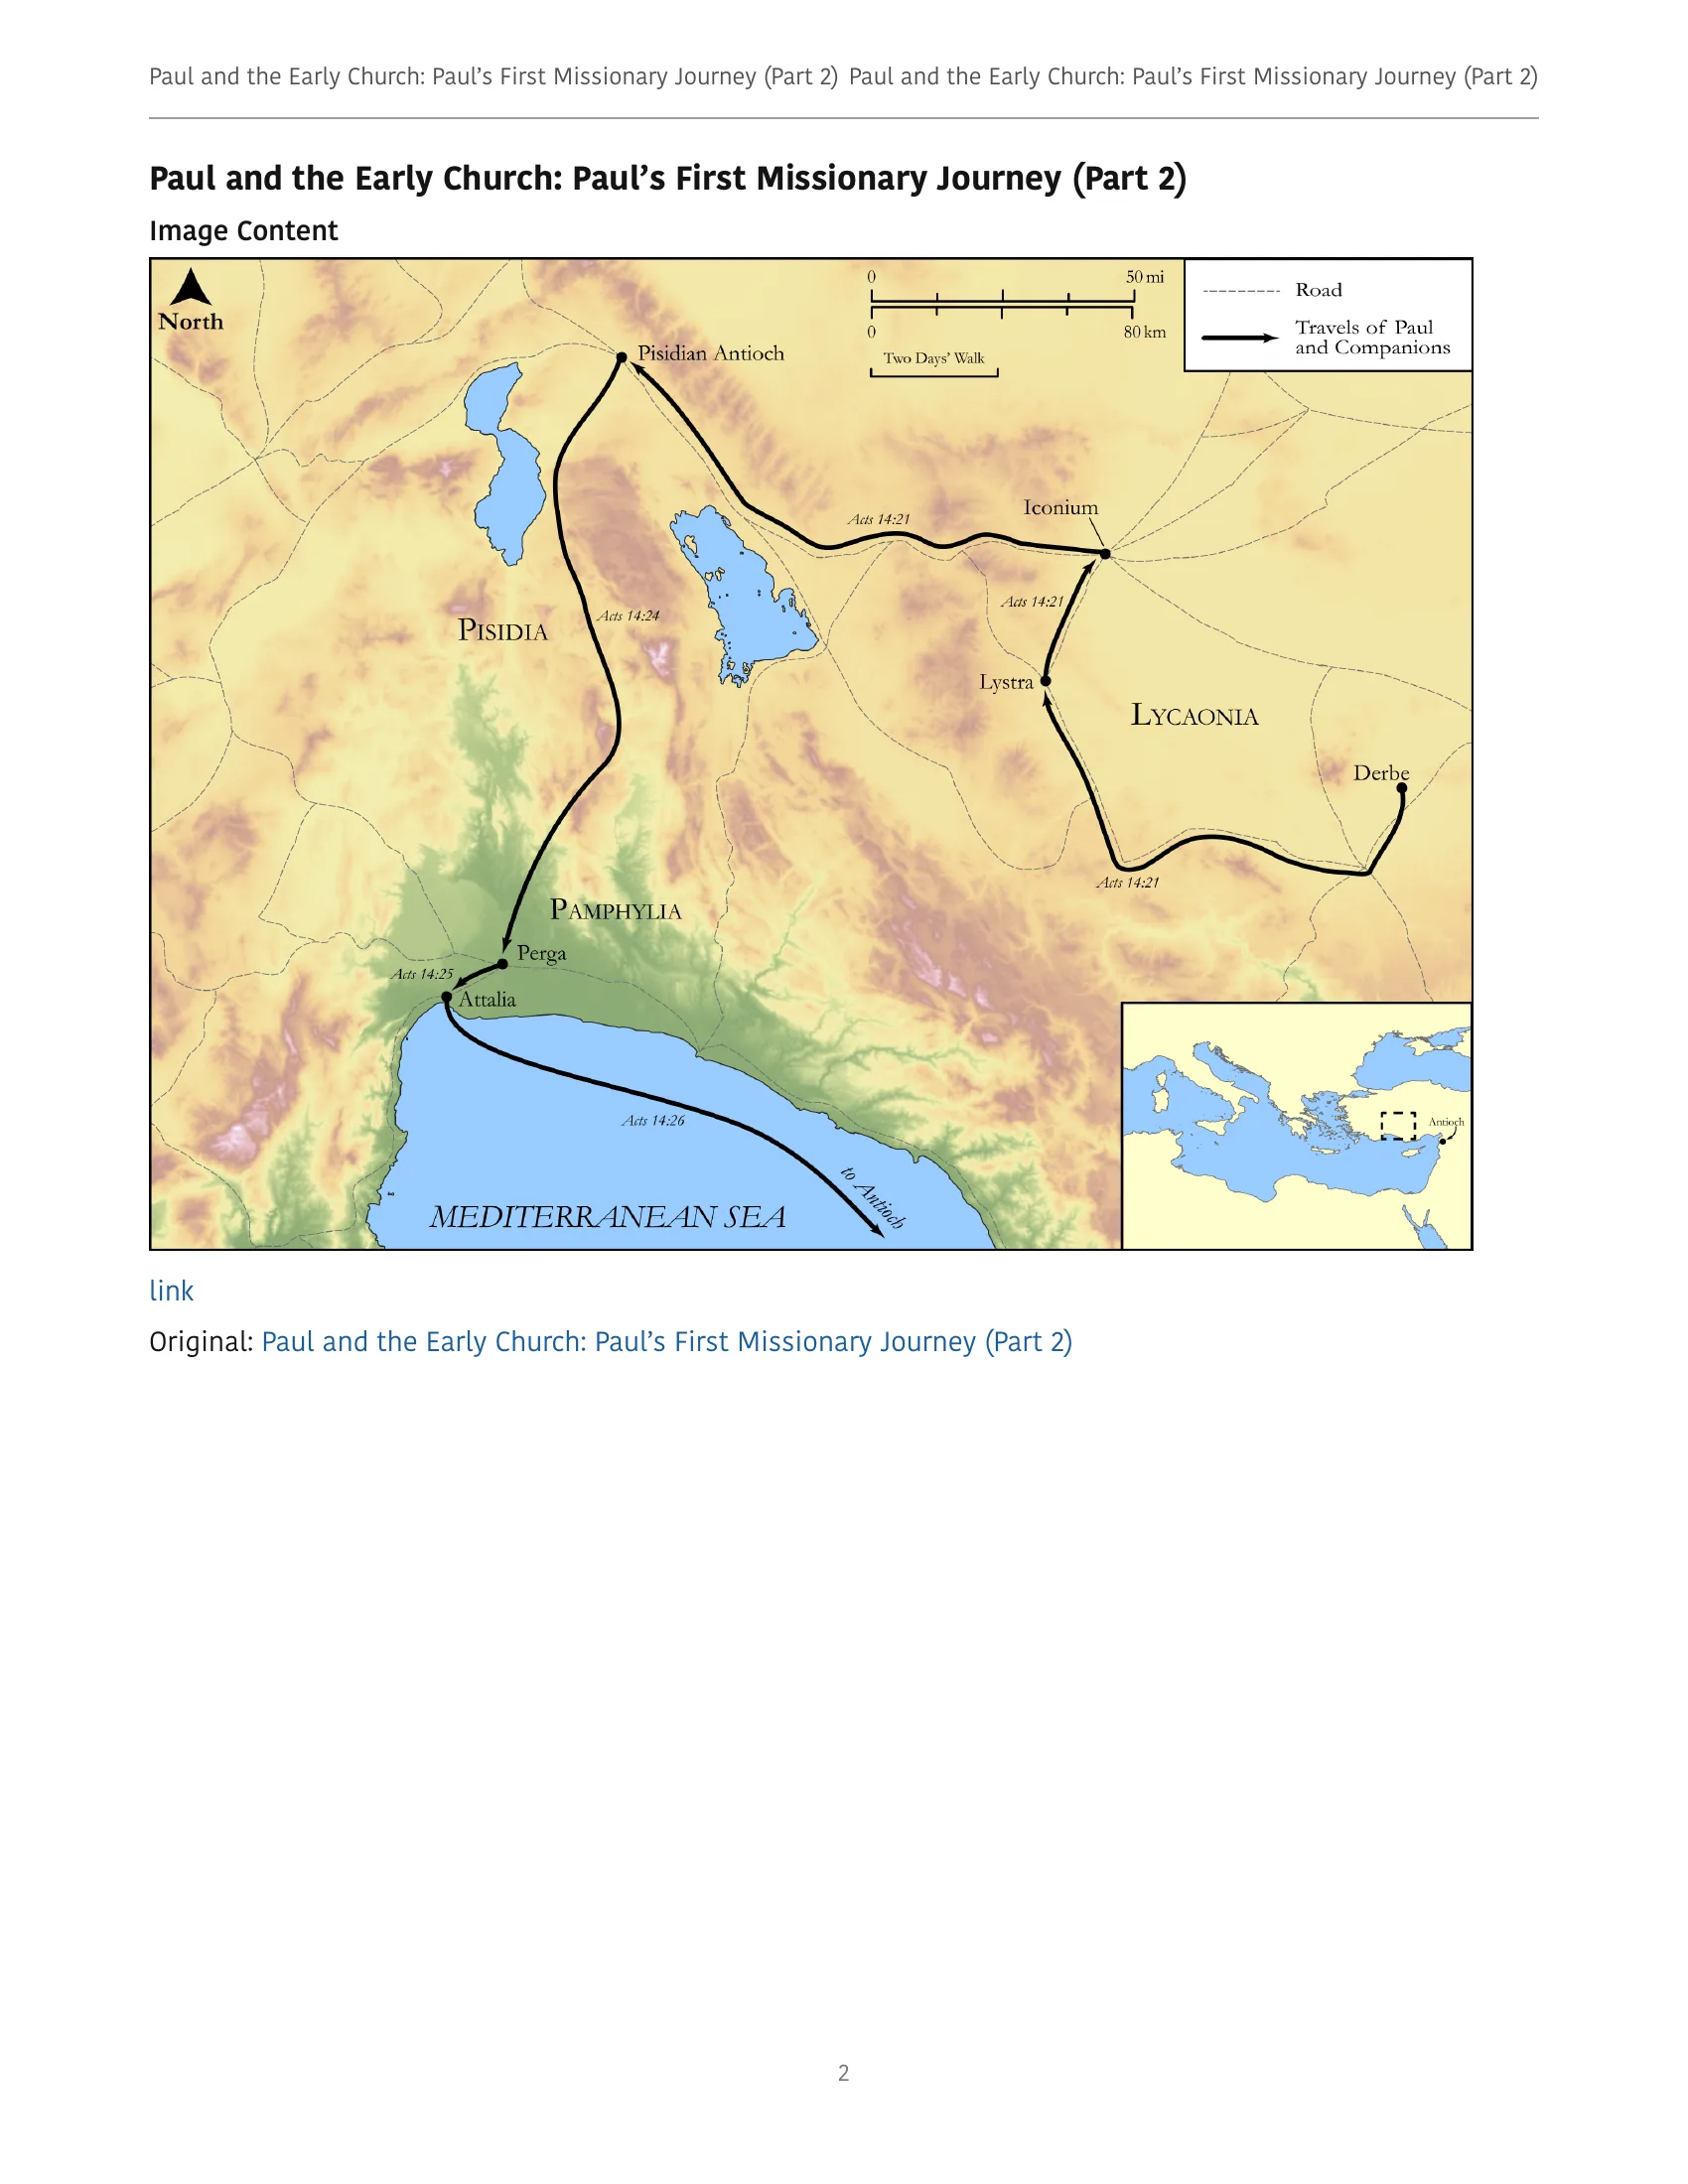 Paul and the Early Church: Paul’s First Missionary Journey (Part 2) Paul and the Early Church: Paul’s First Missionary Journey (Part 2)
Paul and the Early Church: Paul’s First Missionary Journey (Part 2)
Image Content
North
0
50 mi
0
80 km
Two Days’ Walk
Road
Travels of Paul
and Companions
Pisidian Antioch
Iconium
Acts 14:21
Acts 14:21
Acts 14:24
PISIDIA
Lystra
LYCAONIA
Derbe
Acts 14:21
PAMPHYLIA
Perga
Acts 14:25
Attalia
Acts 14:26
to Antioch
MEDITERRANEAN SEA
Antioch
link
Original: Paul and the Early Church: Paul’s First Missionary Journey (Part 2)
2